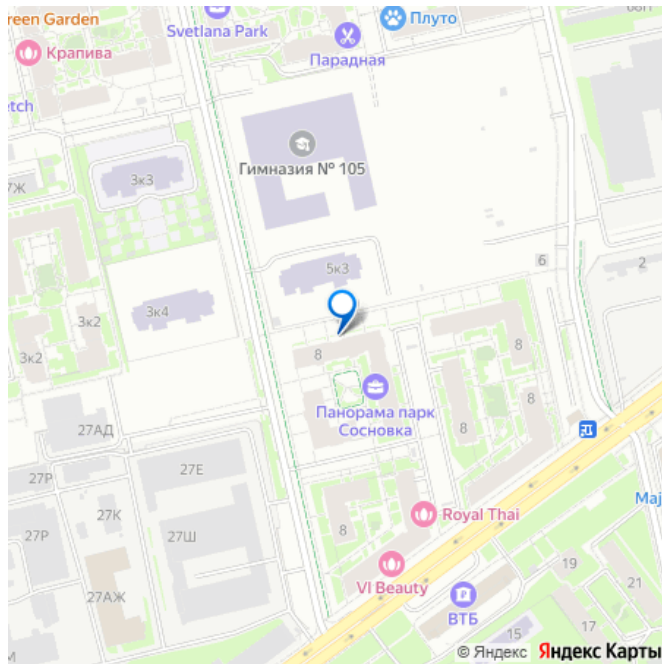 Green Garden
Svetlana Park
Плуто
Крапива
Парадная
etch
Гимназия № 105
7Ж
3к3
5к3
6
2
3к4
3к2
3к2
8
8
8
Панорама парк
Сосновка
27АД
27Е
27Р
27К
27Р
27Ш
8
Royal Thai
Maj
VI Beauty
27АЖ
19
21
ВТБ
17
15
© Яндекс Яндекс Карты